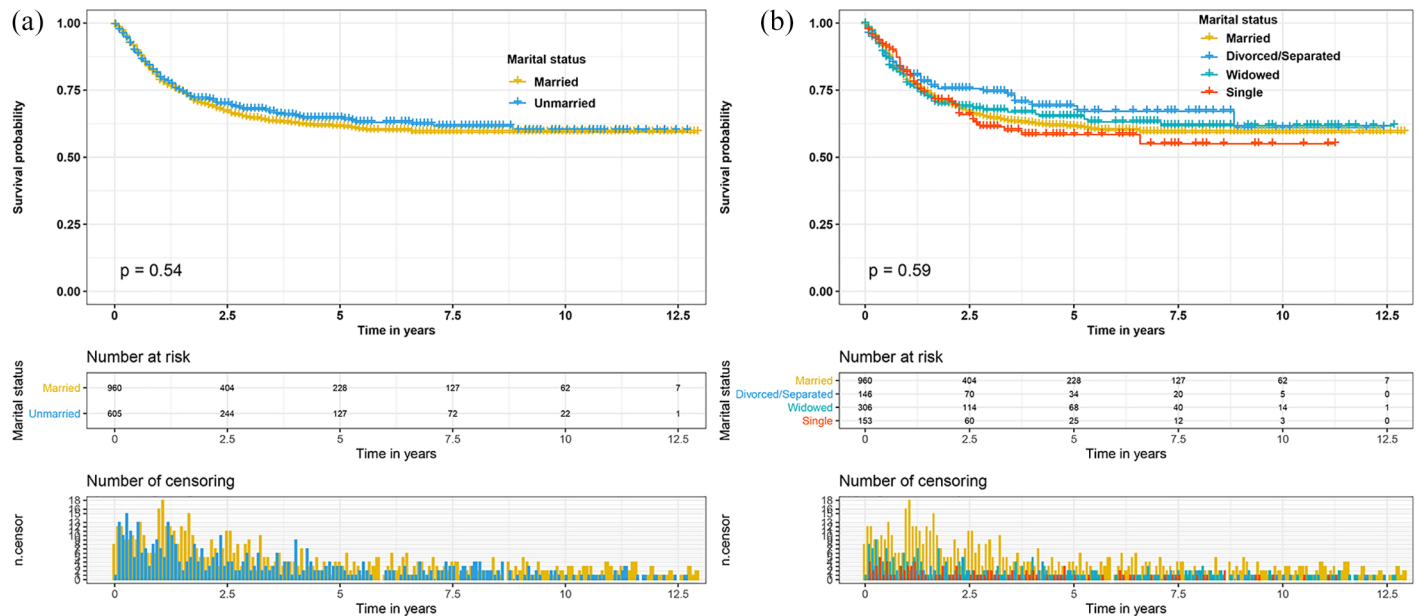 (a)
1.00
0.75
0.50
0.25
0.00
Survival probability
Marital status
Married
Unmarried
p = 0.54
0 2.5 5 7.5 10 12.5
Time in years
Number at risk
Marital status
Married 960 404 228 127 62 7
Unmarried 605 244 127 72 22 1
0 2.5 5 7.5 10 12.5
Time in years
Number of censoring
n.censor
0 2.5 5 7.5 10 12.5
Time in years
(b)
1.00
0.75
0.50
0.25
0.00
Survival probability
Marital status
Married
Divorced/Separated
Widowed
Single
p = 0.59
0 2.5 5 7.5 10 12.5
Time in years
Number at risk
Marital status
Married 960 404 228 127 62 7
Divorced/Separated 146 70 34 20 5 0
Widowed 306 114 68 40 14 1
Single 153 60 25 12 3 0
0 2.5 5 7.5 10 12.5
Time in years
Number of censoring
n.censor
0 2.5 5 7.5 10 12.5
Time in years